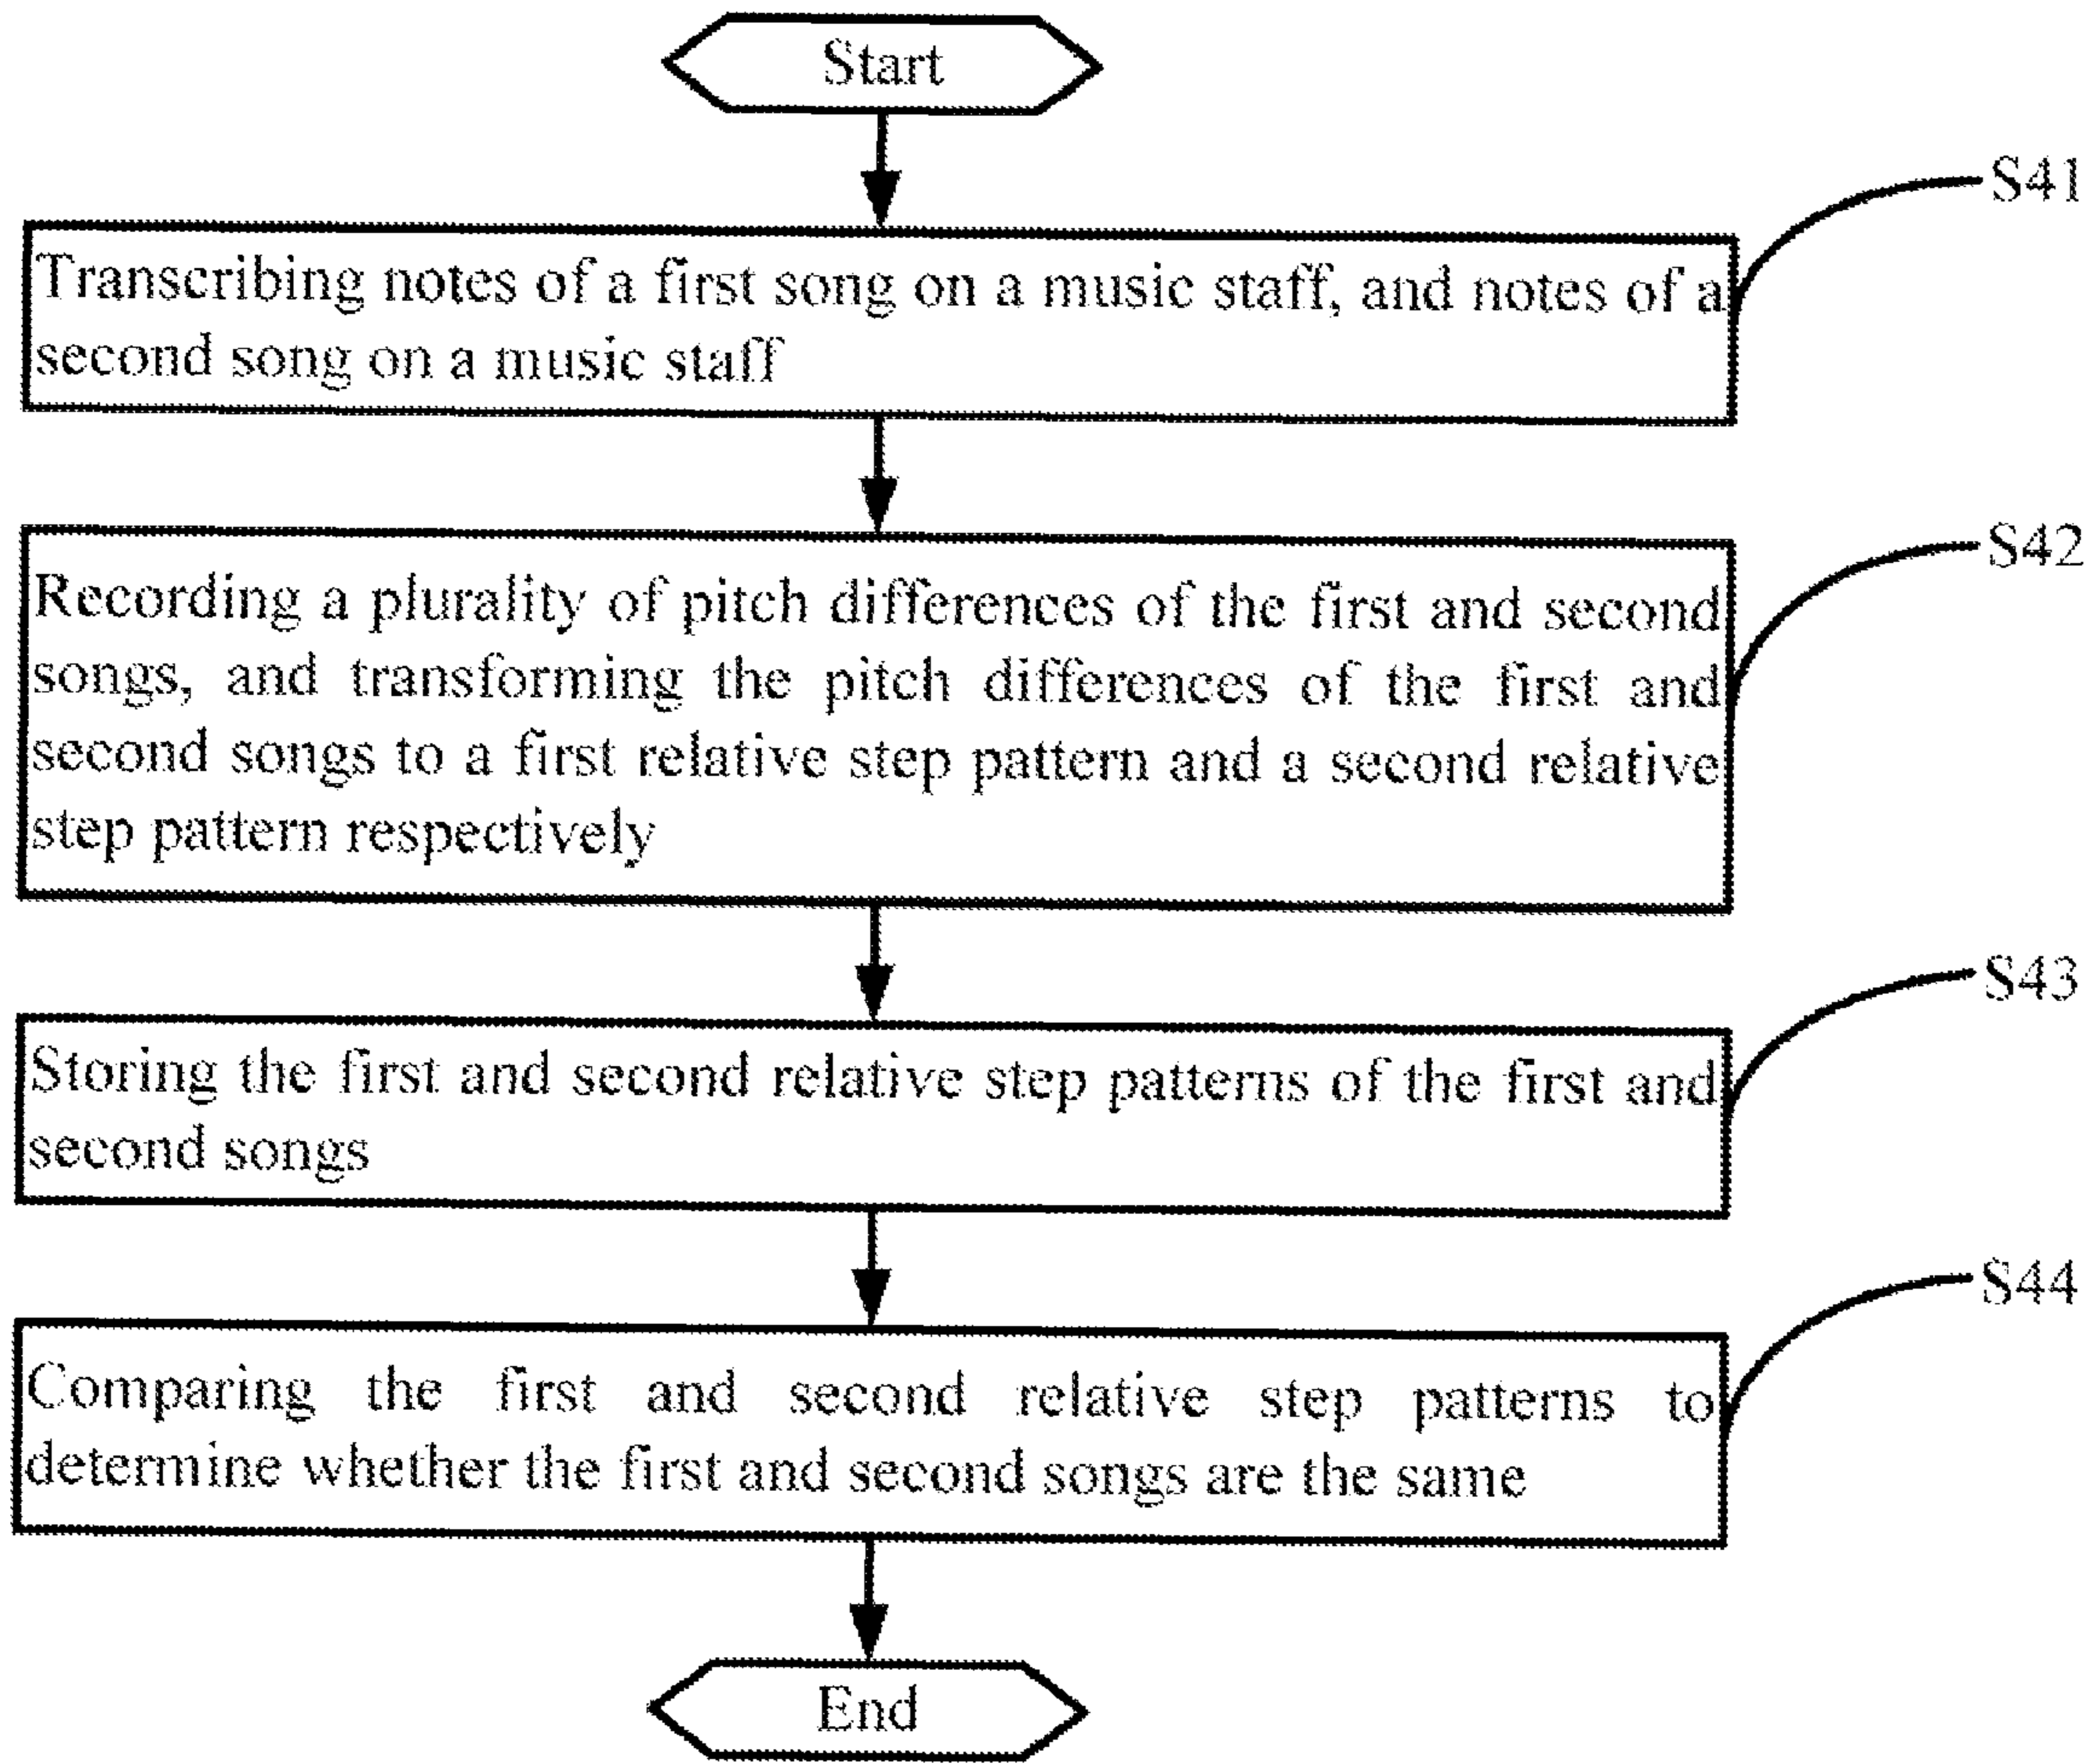 Start
S41
Transcribing notes of a first song on a music staff, and notes of a
second song on a music staff
S42
Recording a plurality of pitch differences of the first and second
songs, and transforming the pitch differences of the first and
second songs to a first relative step pattern and a second relative
step pattern respectively
S43
Storing the first and second relative step patterns of the first and
second songs
S44
Comparing the first and second relative step patterns to
determine whether the first and second songs are the same
End